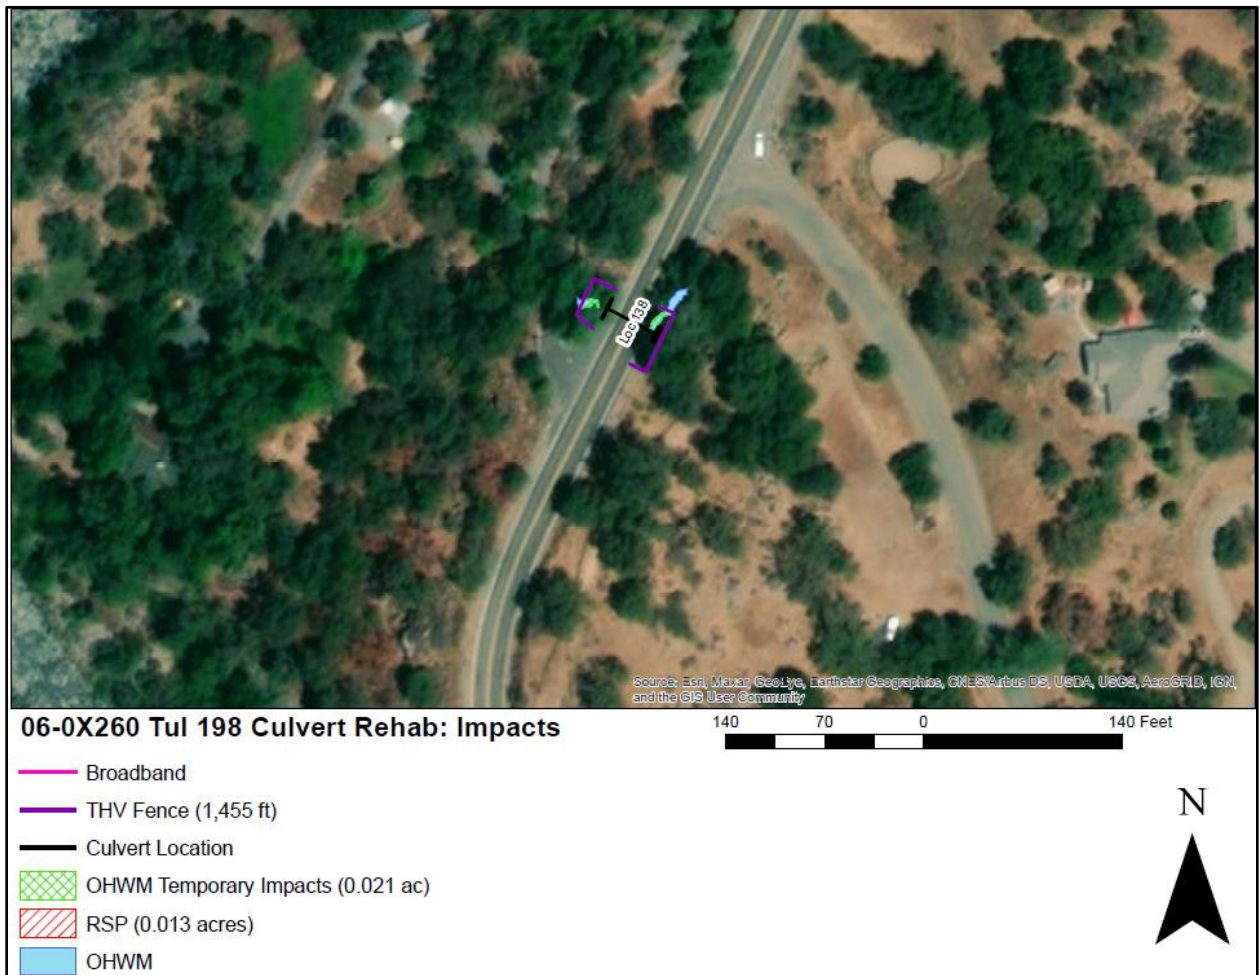 Loc 138
Source: Esri, Maxar, GeoEye, Earthstar Geographics, CNES/Airbus DS, USDA, USGS, AeroGRID, IGN,
and the GIS User Community
06-0X260 Tul 198 Culvert Rehab: Impacts
140 70 0 140 Feet
Broadband
THV Fence (1,455 ft)
Culvert Location
OHWM Temporary Impacts (0.021 ac)
RSP (0.013 acres)
OHWM
N